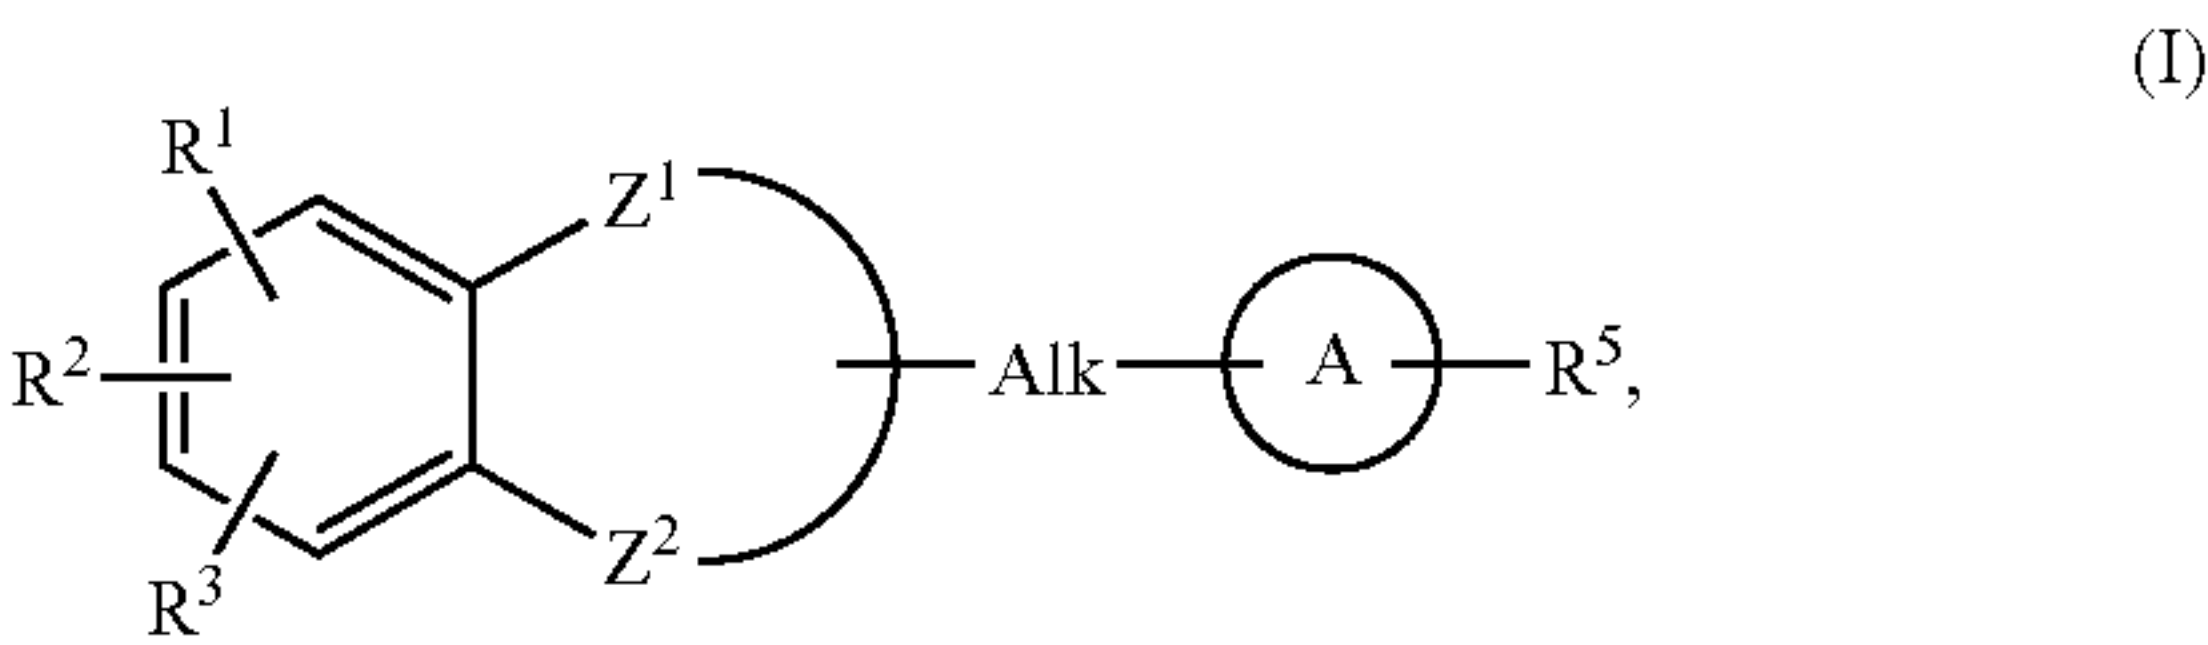 (I)
R¹
Z¹
R² Alk A R⁵,
Z²
R³